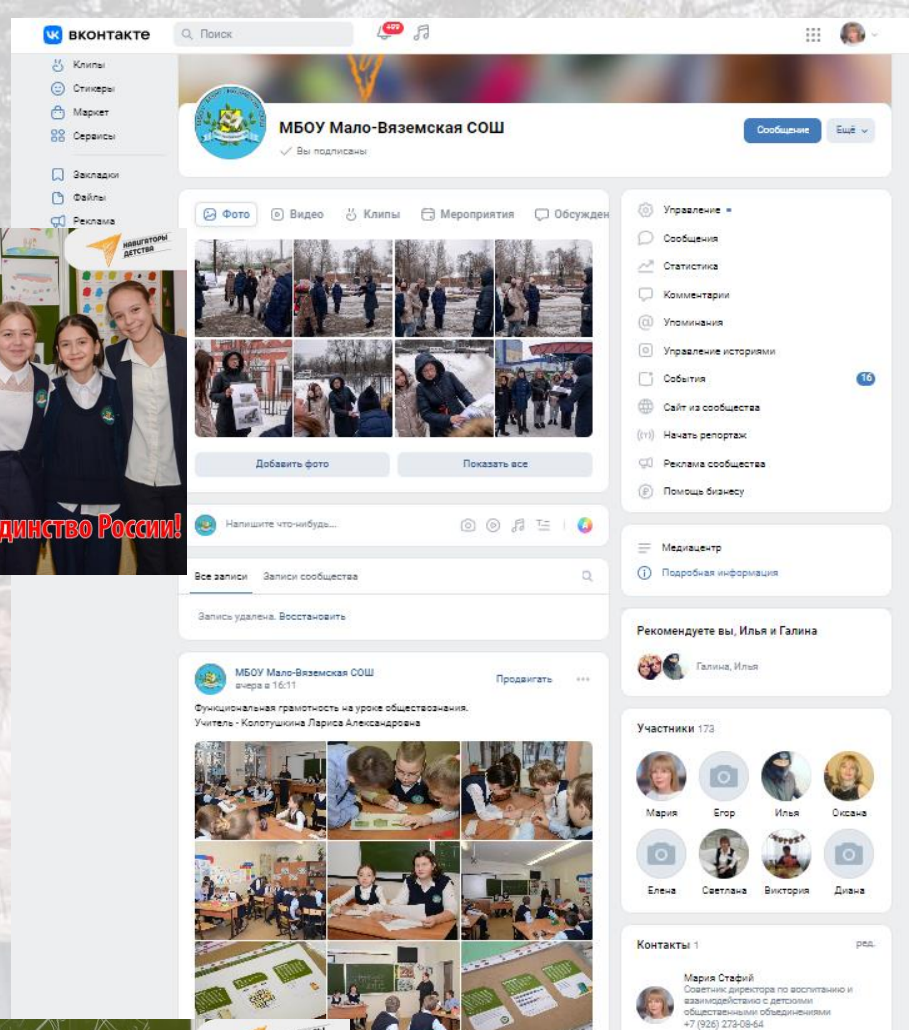 вконтакте
Поиск
Клипы
Стикеры
Маркет
Сервисы
Закладки
Файлы
Реклама
НАВИГАТОРЫ
ДЕТСТВА
динство России!
МБОУ Мало-Вяземская СОШ
Вы подписаны
Сообщение
Ещё
Фото
Видео
Клипы
Мероприятия
Обсужден
Добавить фото
Показать все
Напишите что-нибудь...
Все записи
Записи сообщества
Запись удалена. Восстановить
МБОУ Мало-Вяземская СОШ
вчера в 16:11
Продвигать
Функциональная грамотность на уроке обществознания.
Учитель - Колотушкина Лариса Александровна
Управление
Сообщения
Статистика
Комментарии
Упоминания
Управление историями
События 16
Сайт из сообщества
Начать репортаж
Реклама сообщества
Помощь бизнесу
Медиацентр
Подробная информация
Рекомендуете вы, Илья и Галина
Галина, Илья
Участники 173
Мария Егор Илья Оксана
Елена Светлана Виктория Диана
Контакты 1 ред.
Мария Стафий
Советник директора по воспитанию и
взаимодействию с детскими
общественными объединениями
+7 (926) 273-08-64